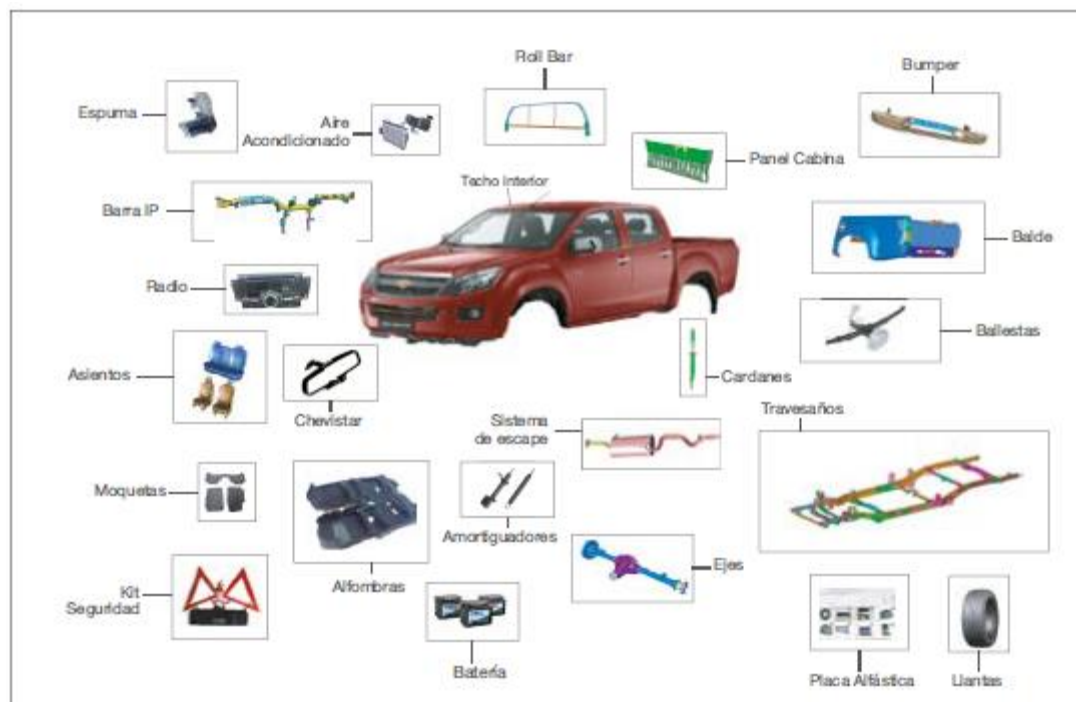 Roll Bar
Bumper
Espuma
Aire
Acondicionado
Panel Cabina
Techo Interior
Barra IP
Balde
Radio
Ballestas
Asientos
Chevistar
Cardanes
Travesaños
Sistema
de escape
Moquetas
Amortiguadores
Alfombras
Ejes
Kit
Seguridad
Batería
Placa Alfástica
Llantas